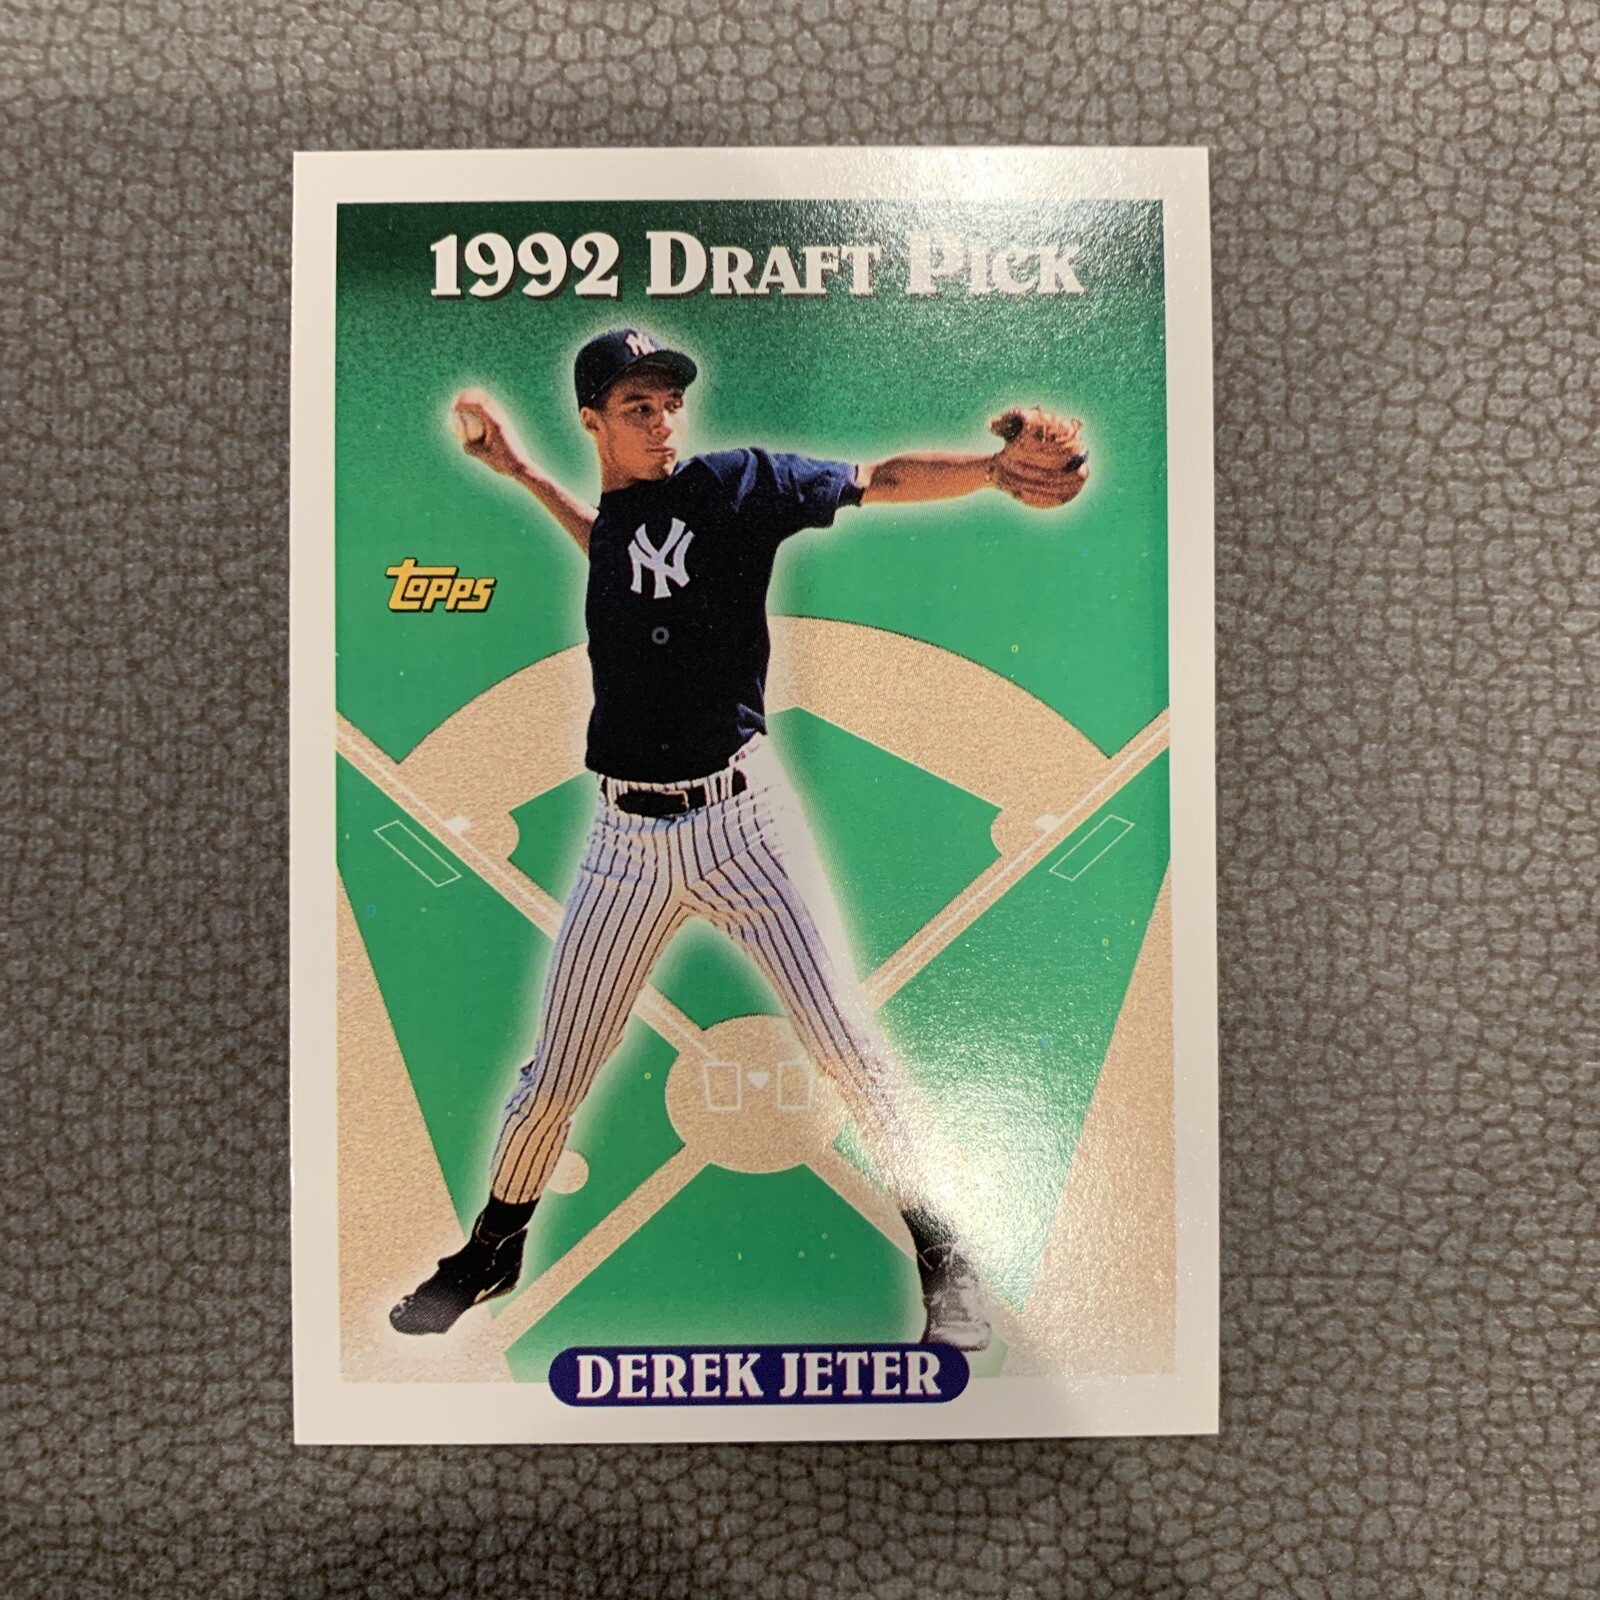 1992 DRAFT PICK
NY
topps
NY
DEREK JETER